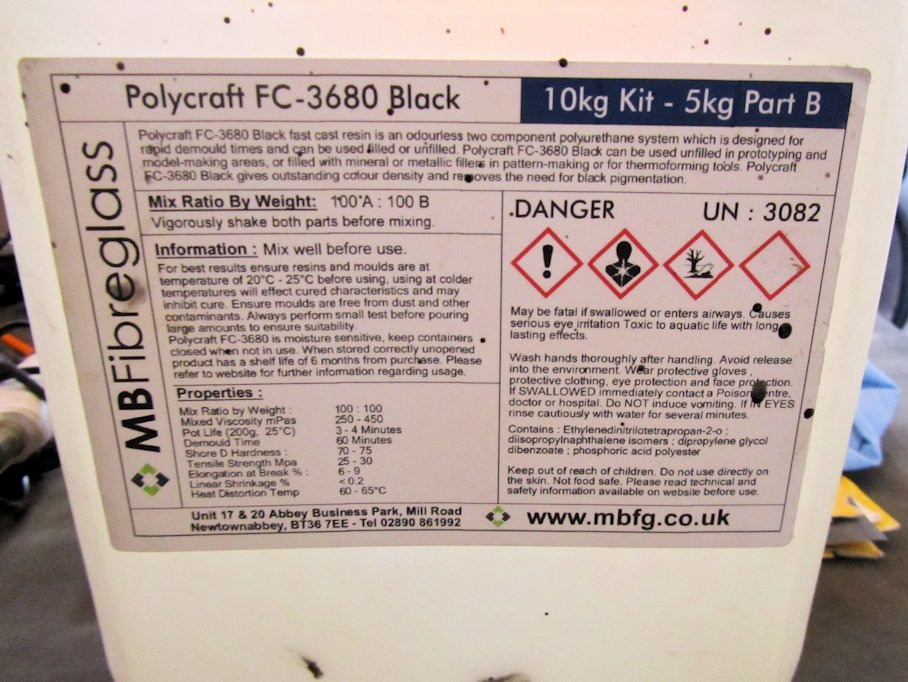 Polycraft FC-3680 Black
10kg Kit - 5kg Part B
MBFibreglass
Polycraft FC-3680 Black fast cast resin is an odourless two component polyurethane system which is designed for
rapid demould times and can be used filled or unfilled. Polycraft FC-3680 Black can be used unfilled in prototyping and
model-making areas, or filled with mineral or metallic fillers in pattern-making or for thermoforming tools. Polycraft
FC-3680 Black gives outstanding colour density and removes the need for black pigmentation.
Mix Ratio By Weight: 100 A : 100 B
Vigorously shake both parts before mixing.
Information : Mix well before use.
For best results ensure resins and moulds are at
temperature of 20°C - 25°C before using, using at colder
temperatures will effect cured characteristics and may
inhibit cure. Ensure moulds are free from dust and other
contaminants. Always perform small test before pouring
large amounts to ensure suitability.
Polycraft FC-3680 is moisture sensitive, keep containers
closed when not in use. When stored correctly unopened
product has a shelf life of 6 months from purchase. Please
refer to website for further information regarding usage.
Properties :
Mix Ratio by Weight : 100 : 100
Mixed Viscosity mPas 250 - 450
Pot Life (200g, 25°C) 3 - 4 Minutes
Demould Time 60 Minutes
Shore D Hardness : 70 - 75
Tensile Strength Mpa 25 - 30
Elongation at Break % : 6 - 9
Linear Shrinkage % < 0.2
Heat Distortion Temp 60 - 65°C
DANGER UN : 3082
May be fatal if swallowed or enters airways. Causes
serious eye irritation Toxic to aquatic life with long
lasting effects.
Wash hands thoroughly after handling. Avoid release
into the environment. Wear protective gloves ,
protective clothing, eye protection and face protection.
If SWALLOWED immediately contact a Poison Centre,
doctor or hospital. Do NOT induce vomiting. If IN EYES
rinse cautiously with water for several minutes.
Contains : Ethylenedinitrilotetrapropan-2-o ;
diisopropylnaphthalene isomers ; dipropylene glycol
dibenzoate ; phosphoric acid polyester
Keep out of reach of children. Do not use directly on
the skin. Not food safe. Please read technical and
safety information available on website before use.
Unit 17 & 20 Abbey Business Park, Mill Road
Newtownabbey, BT36 7EE - Tel 02890 861992
www.mbfg.co.uk